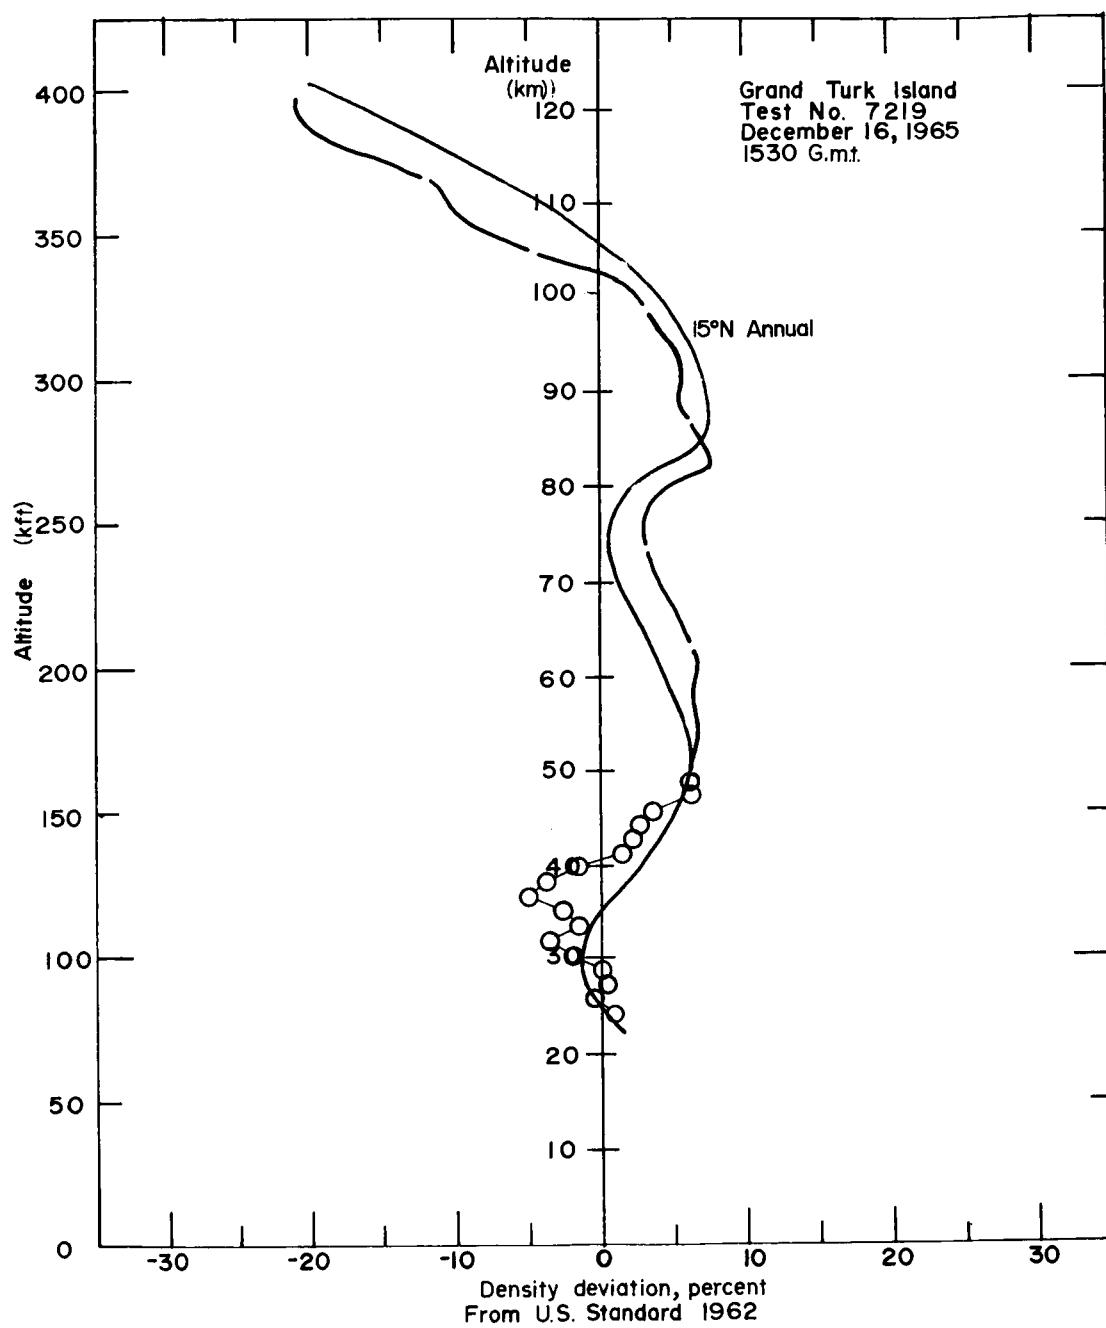 Altitude
(km))
Grand Turk Island
Test No. 7219
December 16, 1965
1530 G.m.t.
400
350
300
250
200
150
100
50
0
Altitude (kft)
120
110
100
90
80
70
60
50
40
30
20
10
15°N Annual
-30 -20 -10 0 10 20 30
Density deviation, percent
From U.S. Standard 1962